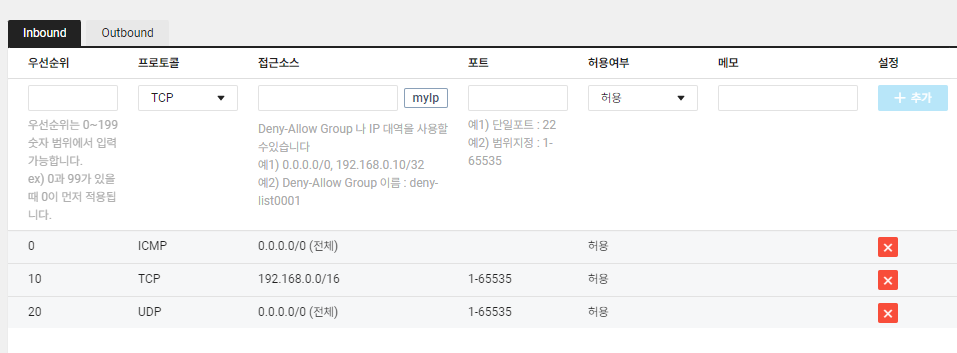 Inbound Outbound
우선순위 프로토콜 접근소스 포트 허용여부 메모 설정
TCP myIp 허용 + 추가
우선순위는 0~199
숫자 범위에서 입력
가능합니다.
ex) 0과 99가 있을
때 0이 먼저 적용됩
니다.
Deny-Allow Group 나 IP 대역을 사용할
수있습니다
예1) 0.0.0.0/0, 192.168.0.10/32
예2) Deny-Allow Group 이름 : deny-
list0001
예1) 단일포트 : 22
예2) 범위지정 : 1-
65535
0 ICMP 0.0.0.0/0 (전체) 허용
10 TCP 192.168.0.0/16 1-65535 허용
20 UDP 0.0.0.0/0 (전체) 1-65535 허용